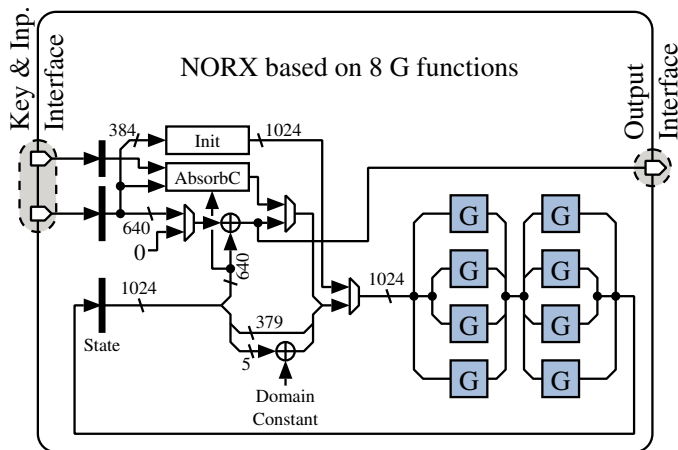 NORX based on 8 G functions
Key & Inp.
Interface
Output
Interface
384
Init
1024
AbsorbC
640
0
640
1024
State
379
5
Domain
Constant
1024
G
G
G
G
G
G
G
G